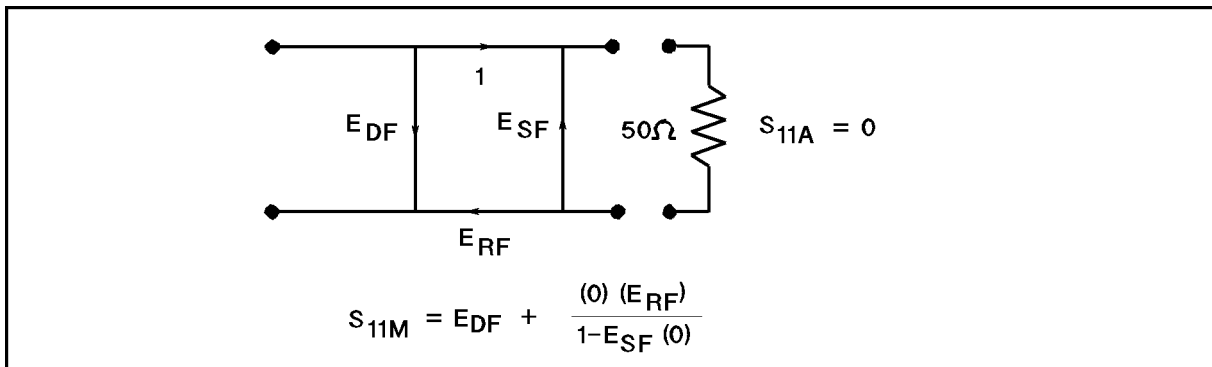 1
E_DF
E_SF
50Ω
S_11A = 0
E_RF
S_11M = E_DF + (0) (E_RF) / 1-E_SF (0)